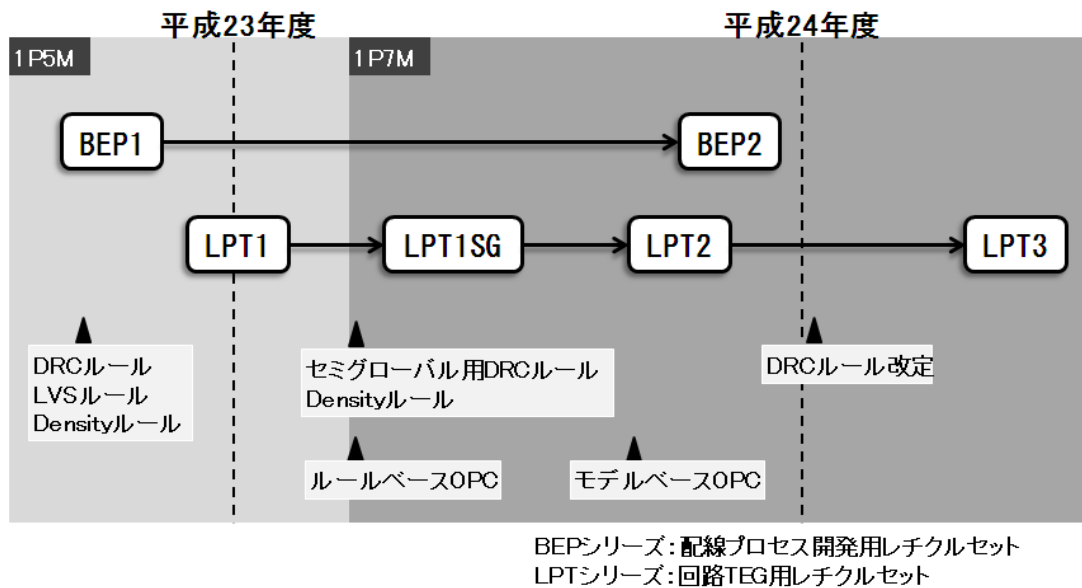 平成23年度
平成24年度
1P5M
1P7M
BEP1
BEP2
LPT1
LPT1SG
LPT2
LPT3
DRCルール
LVSルール
Densityルール
セミグローバル用DRCルール
Densityルール
DRCルール改定
ルールベースOPC
モデルベースOPC
BEPシリーズ:配線プロセス開発用レチクルセット
LPTシリーズ:回路TEG用レチクルセット